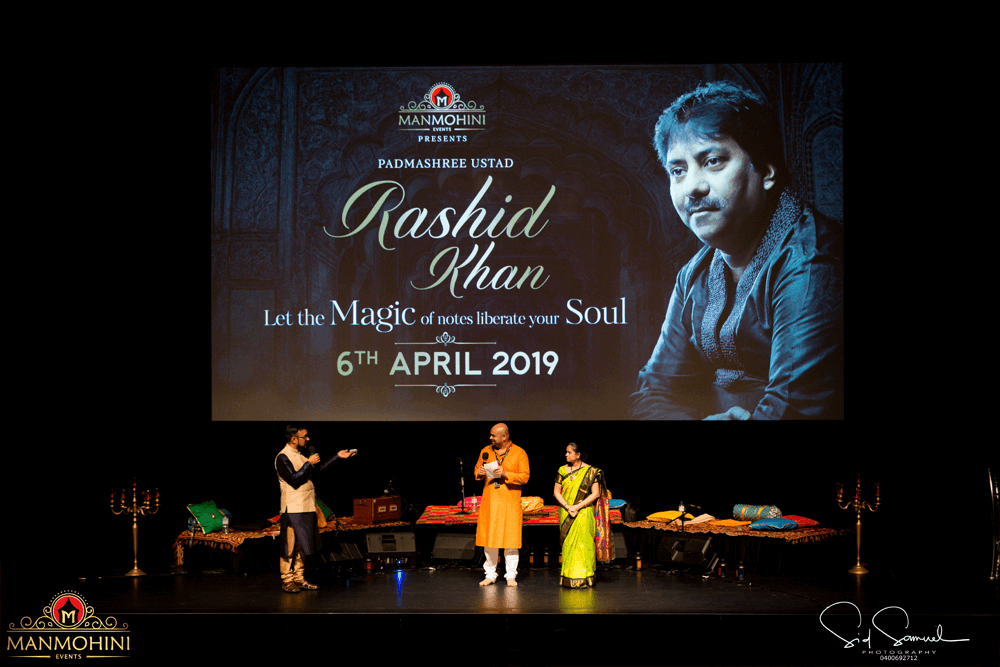 M
MANMOHINI
EVENTS
PRESENTS
PADMASHREE USTAD
Rashid
Khan
Let the Magic of notes liberate your Soul
6TH APRIL 2019
M
MANMOHINI
EVENTS
Sid Samuel
PHOTOGRAPHY
0400692712